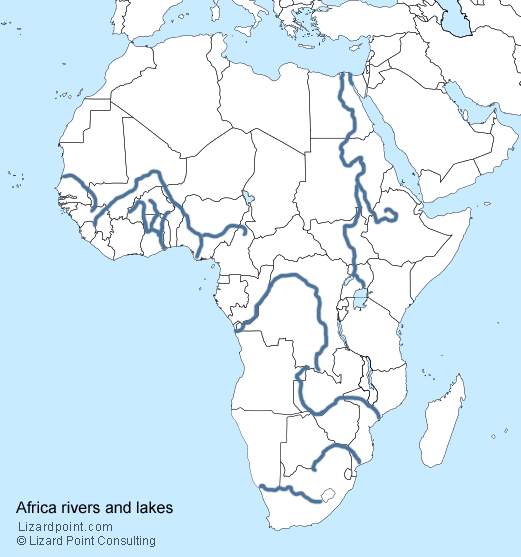 Africa rivers and lakes
Lizardpoint.com
© Lizard Point Consulting